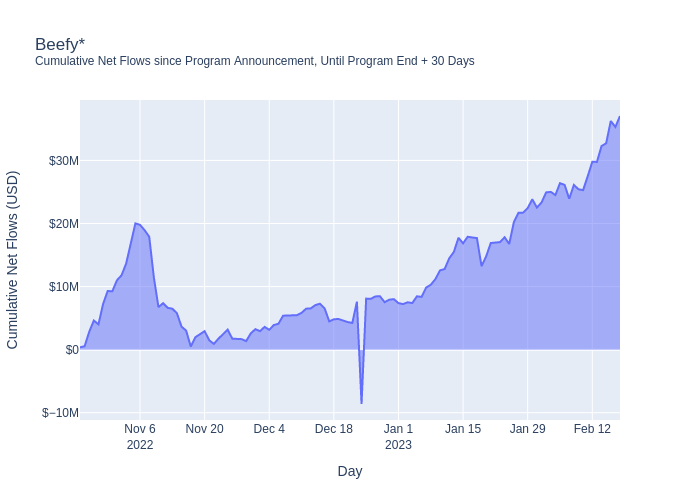 Beefy*
Cumulative Net Flows since Program Announcement, Until Program End + 30 Days
Cumulative Net Flows (USD)
$30M
$20M
$10M
$0
$−10M
Nov 6 Nov 20 Dec 4 Dec 18 Jan 1 Jan 15 Jan 29 Feb 12
2022 2023
Day